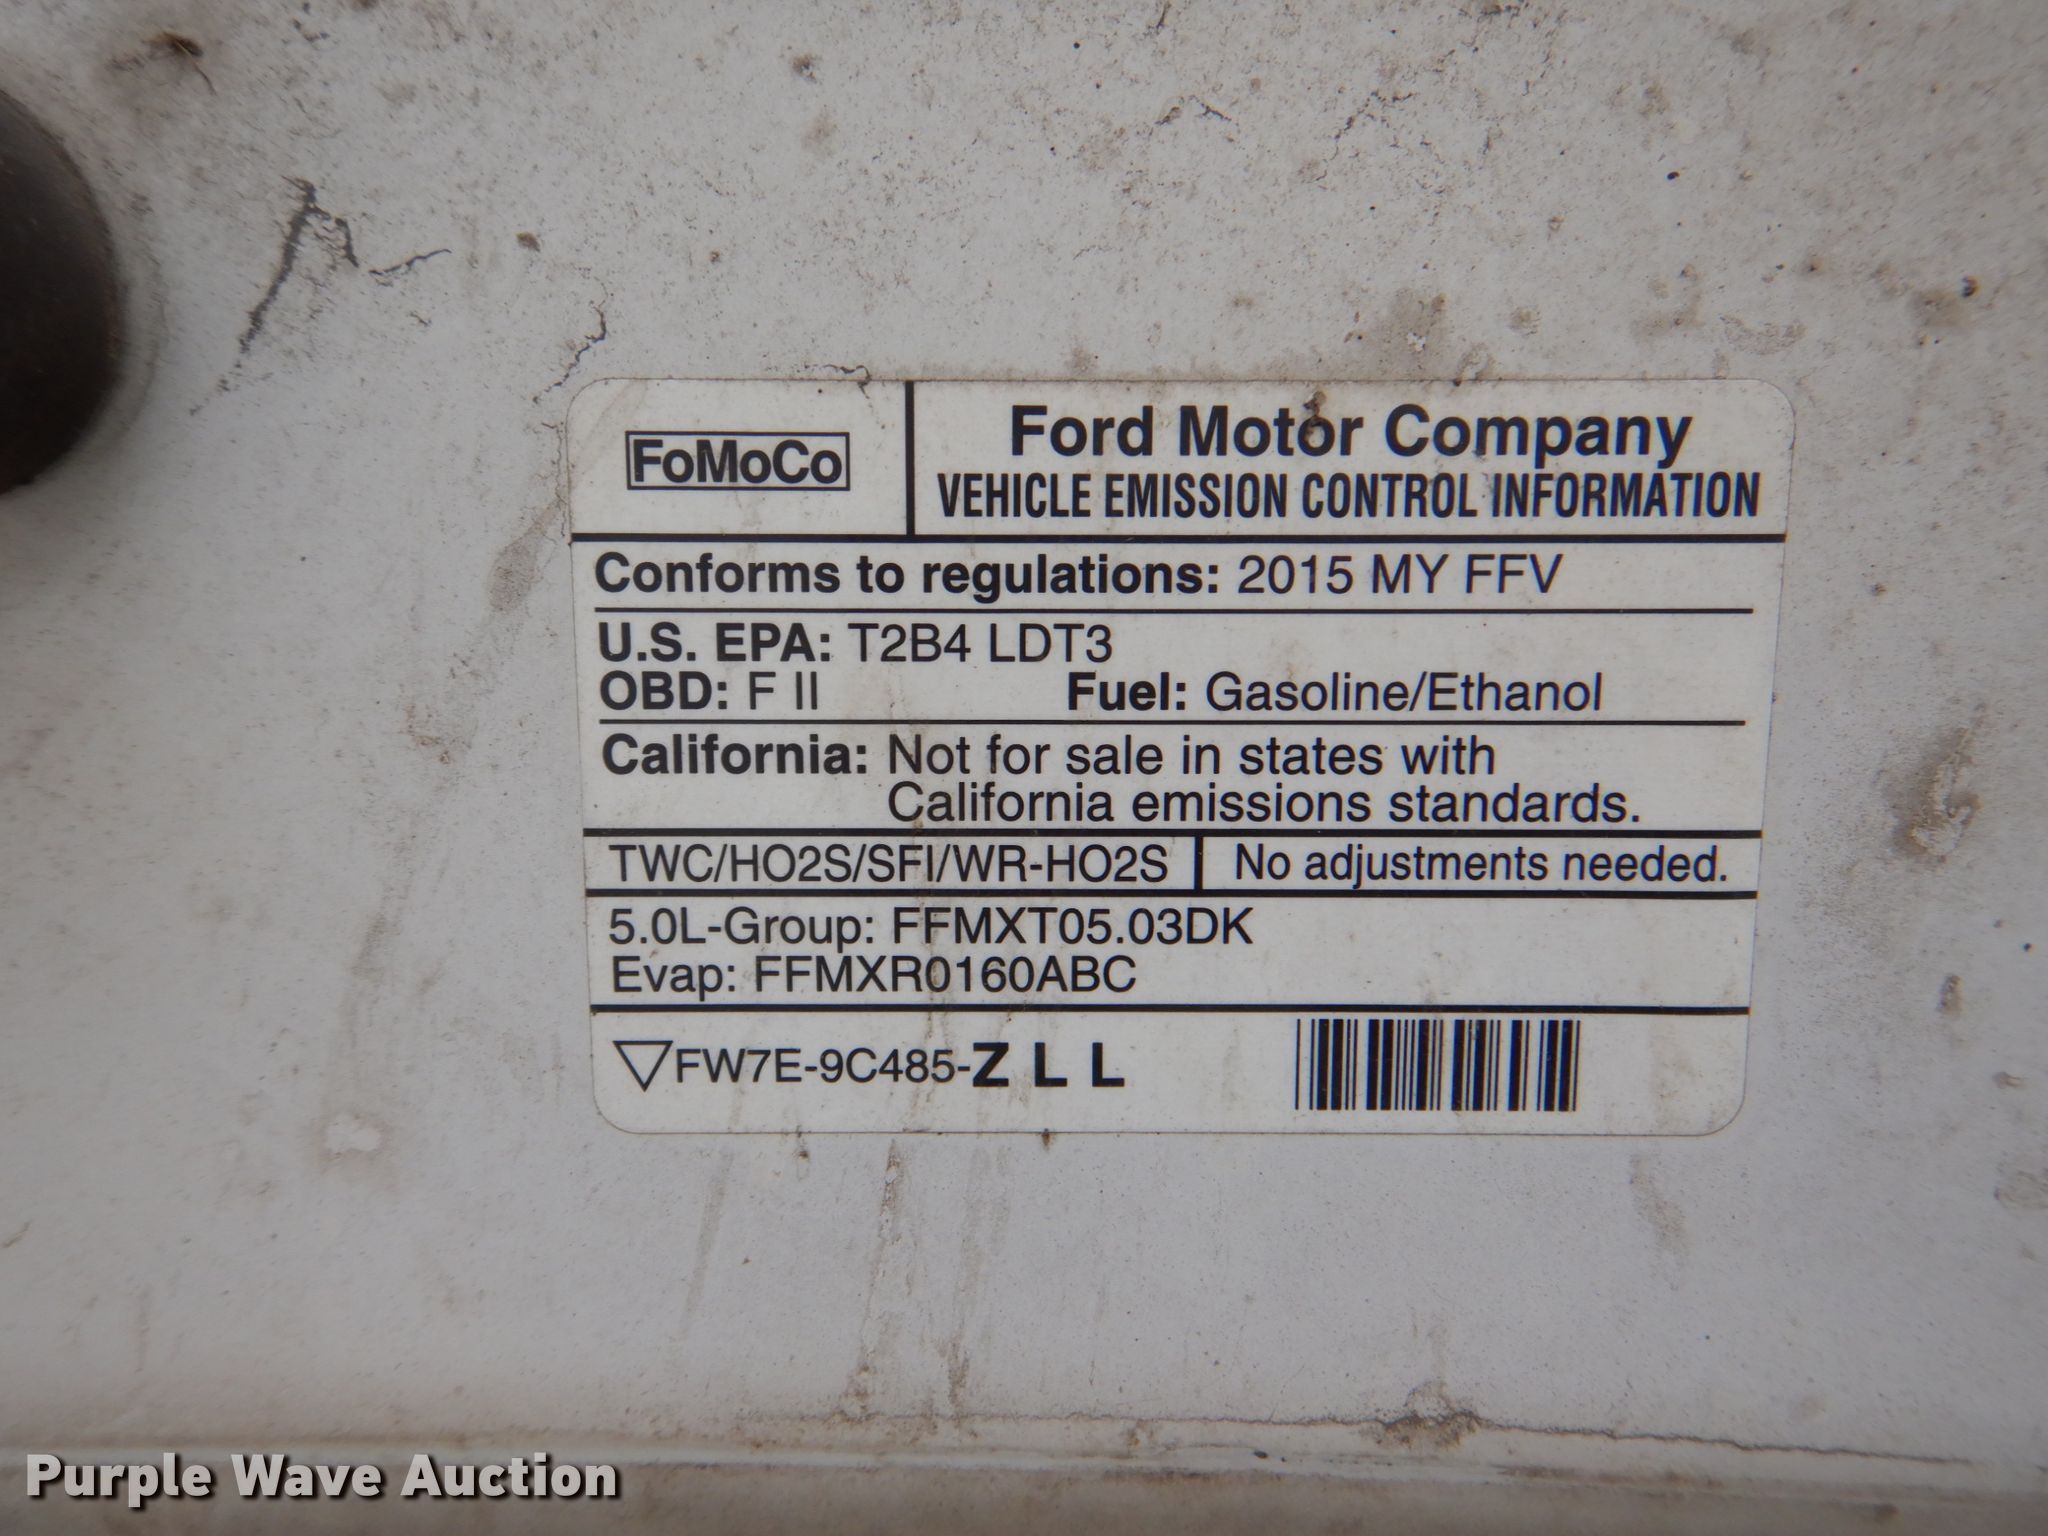 FoMoCo
Ford Motor Company
VEHICLE EMISSION CONTROL INFORMATION
Conforms to regulations: 2015 MY FFV
U.S. EPA: T2B4 LDT3
OBD: F II Fuel: Gasoline/Ethanol
California: Not for sale in states with
California emissions standards.
TWC/HO2S/SFI/WR-HO2S No adjustments needed.
5.0L-Group: FFMXT05.03DK
Evap: FFMXR0160ABC
FW7E-9C485-Z L L
Purple Wave Auction